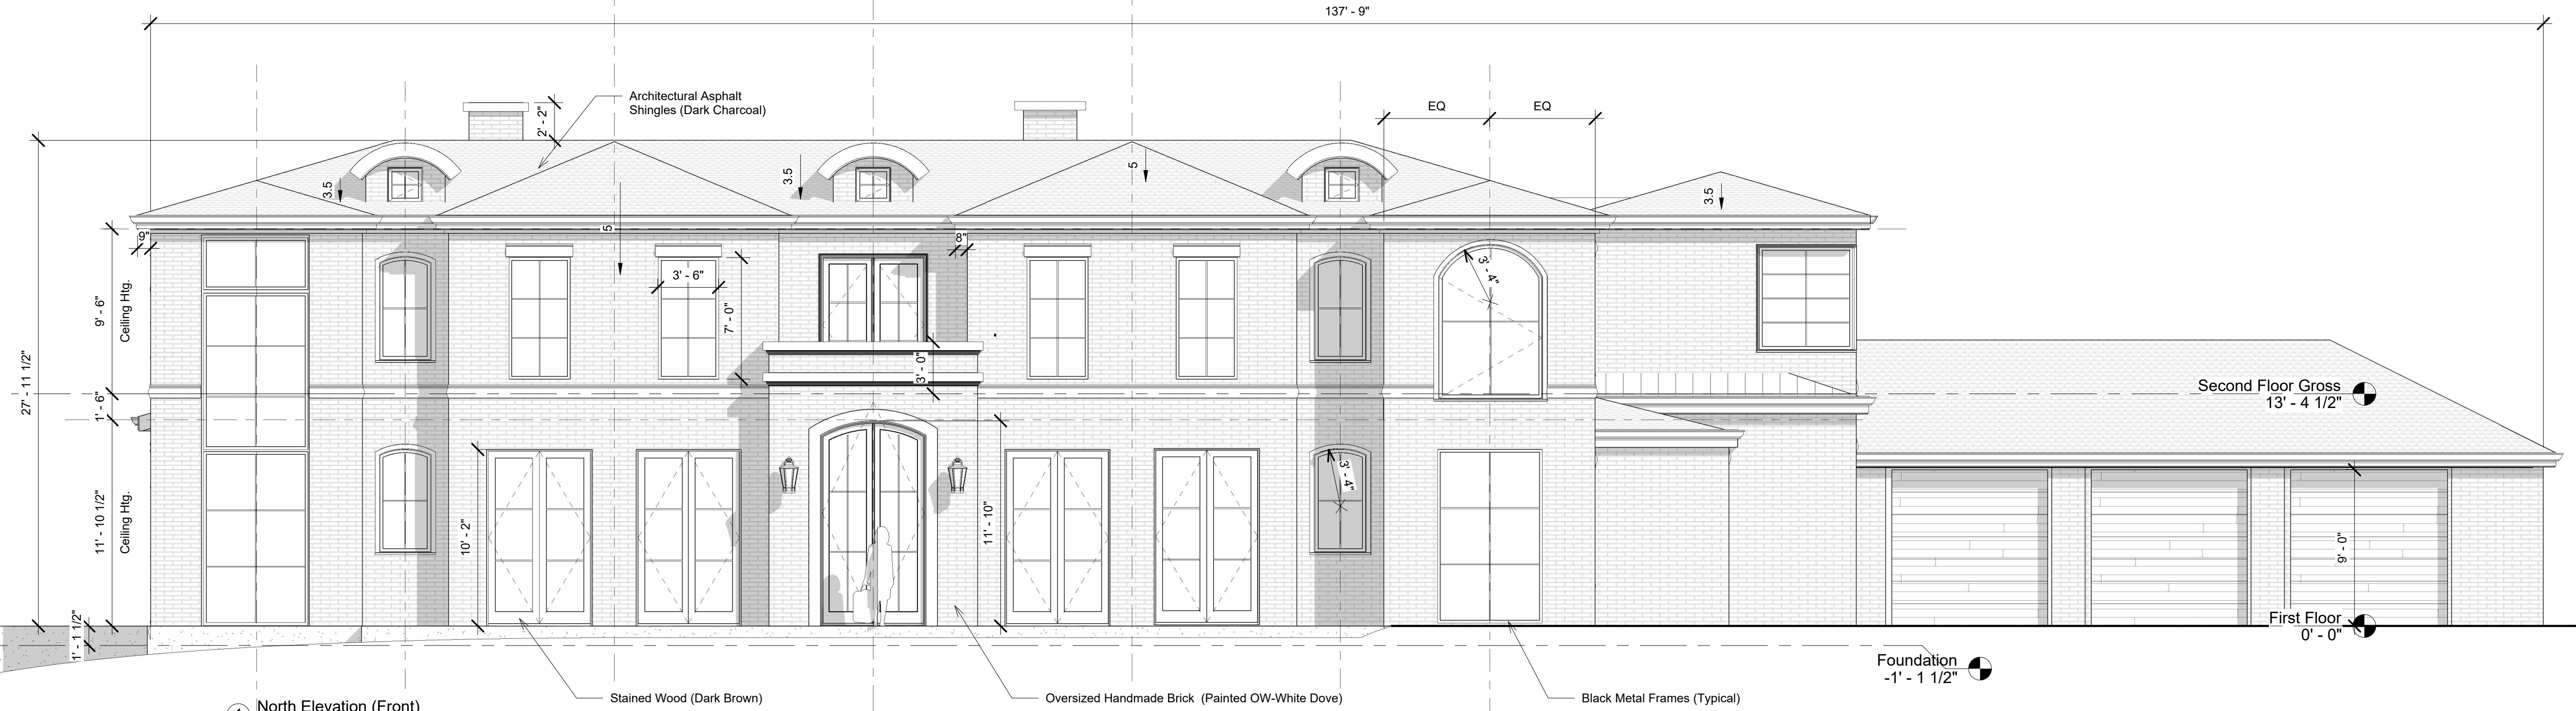 137' - 9"
Architectural Asphalt
Shingles (Dark Charcoal)
2' - 2"
EQ
EQ
3.5
3.5
5
3.5
5
9"
8"
3' - 6"
3' - 4"
9' - 6"
Ceiling Htg.
7' - 0"
27' - 11 1/2"
3' - 0"
1' - 6"
Second Floor Gross
13' - 4 1/2"
3' - 4"
11' - 10 1/2"
Ceiling Htg.
10' - 2"
11' - 10"
9' - 0"
First Floor
0' - 0"
1' - 1 1/2"
Foundation
-1' - 1 1/2"
Stained Wood (Dark Brown)
Oversized Handmade Brick (Painted OW-White Dove)
Black Metal Frames (Typical)
North Elevation (Front)